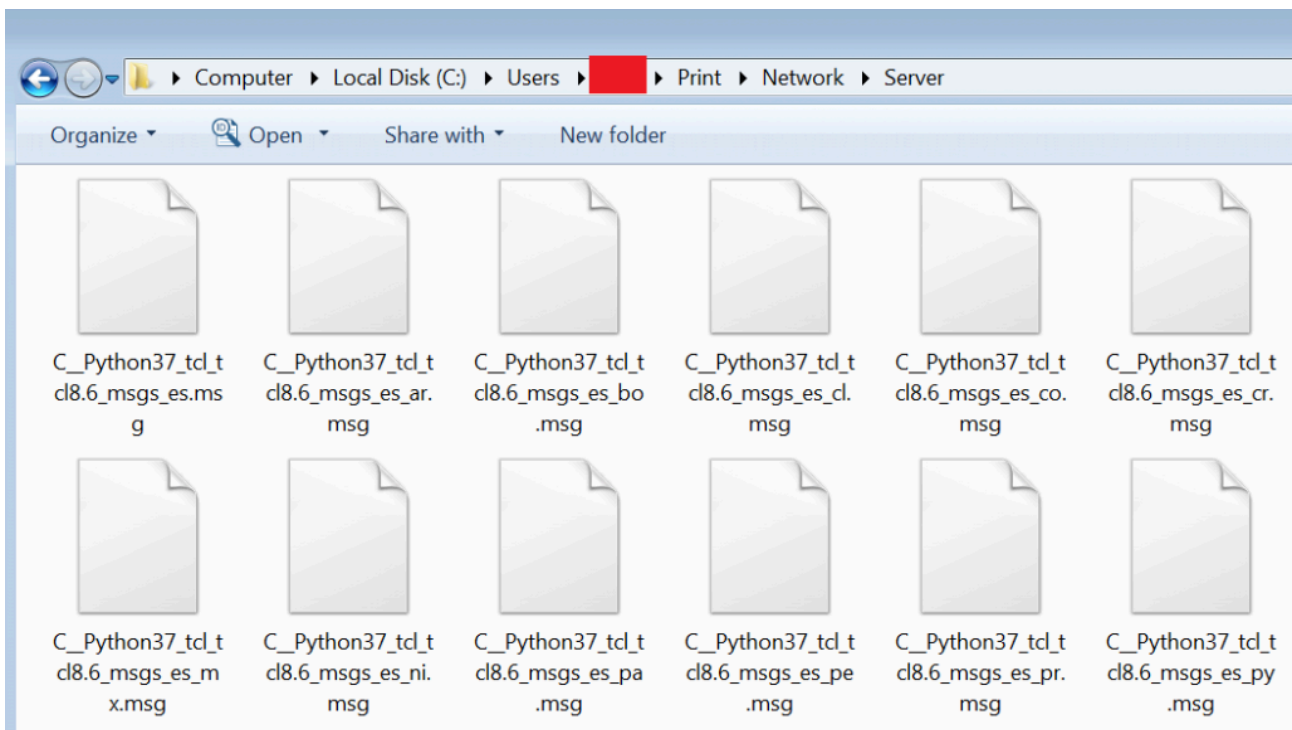 Computer Local Disk (C:) Users Print Network Server
Organize Open Share with New folder
C__Python37_tcl_t C__Python37_tcl_t C__Python37_tcl_t C__Python37_tcl_t C__Python37_tcl_t C__Python37_tcl_t
cl8.6_msgs_es.ms cl8.6_msgs_es_ar. cl8.6_msgs_es_bo cl8.6_msgs_es_cl. cl8.6_msgs_es_co. cl8.6_msgs_es_cr.
g msg .msg msg msg msg
C__Python37_tcl_t C__Python37_tcl_t C__Python37_tcl_t C__Python37_tcl_t C__Python37_tcl_t C__Python37_tcl_t
cl8.6_msgs_es_m cl8.6_msgs_es_ni. cl8.6_msgs_es_pa cl8.6_msgs_es_pe cl8.6_msgs_es_pr. cl8.6_msgs_es_py
x.msg msg .msg .msg msg .msg